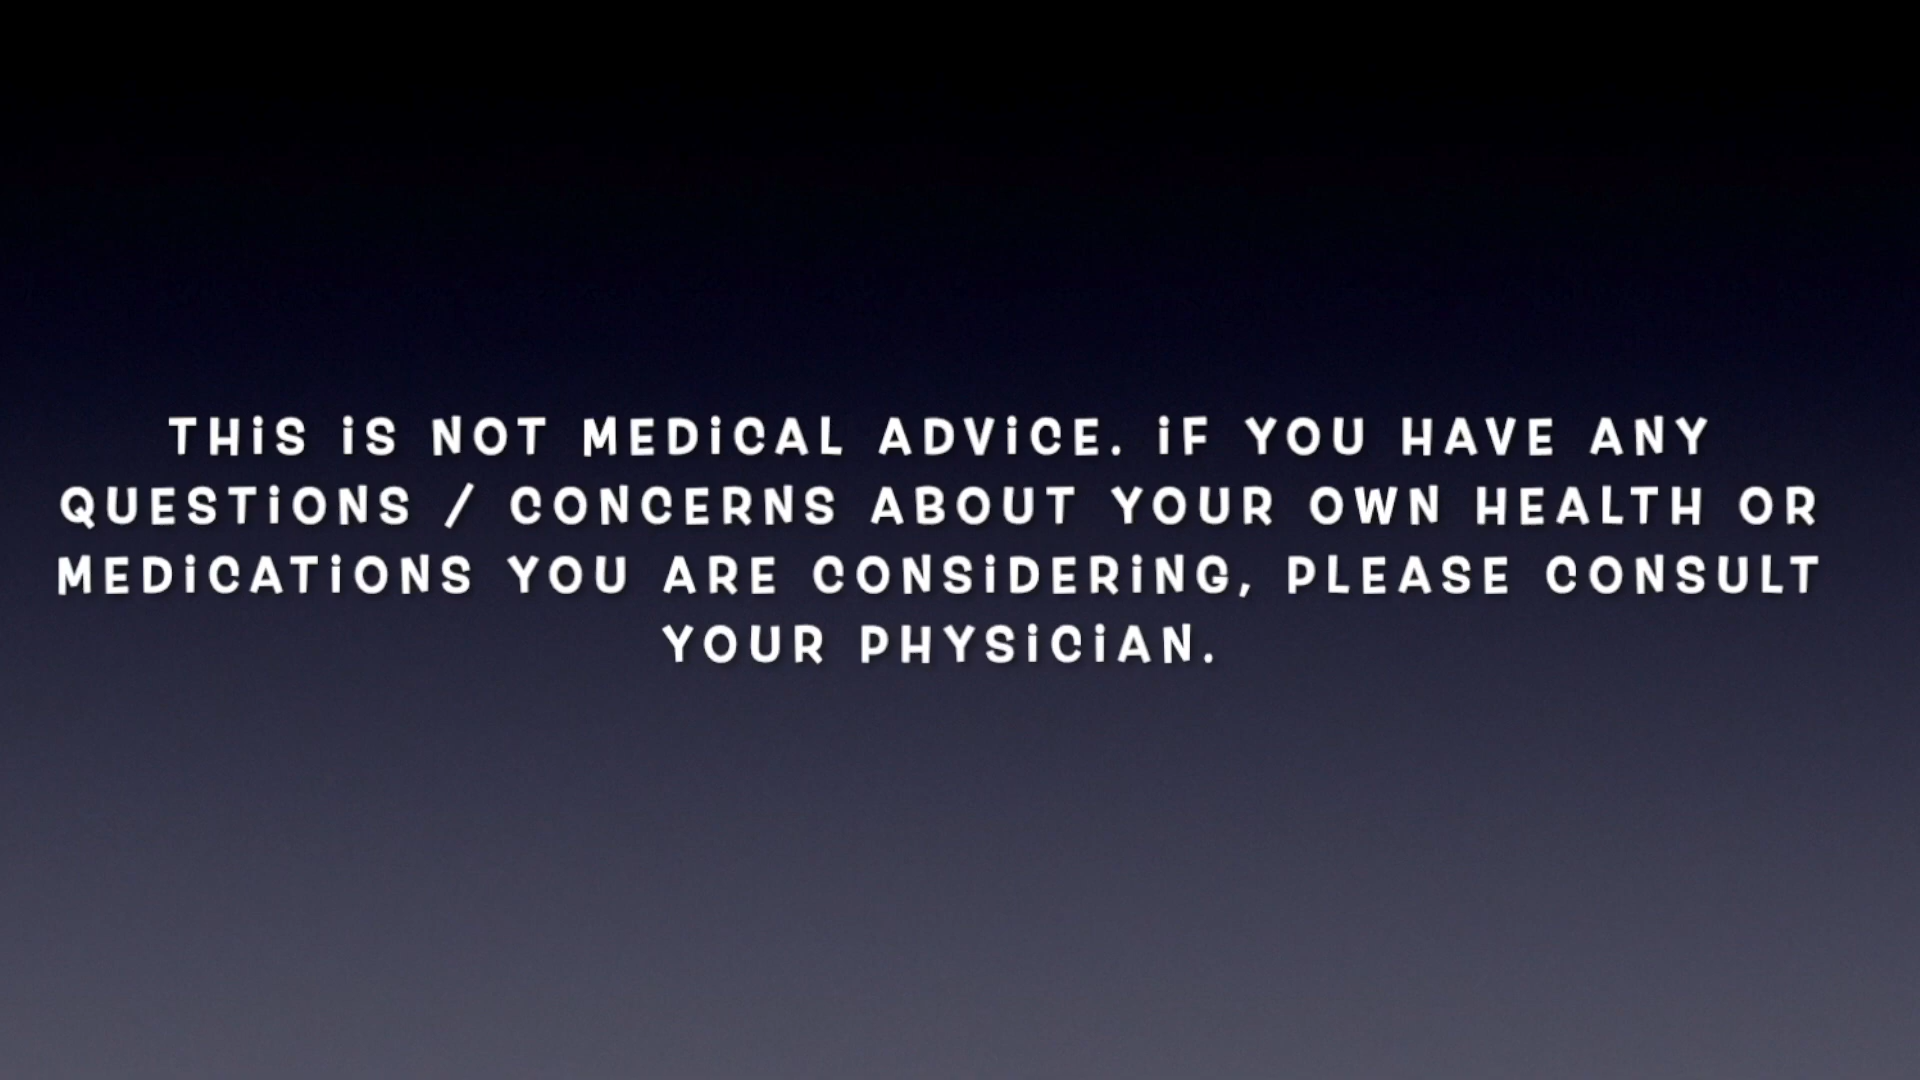 THiS iS NOT MEDiCAL ADViCE. iF YOU HAVE ANY
QUESTiONS / CONCERNS ABOUT YOUR OWN HEALTH OR
MEDiCATiONS YOU ARE CONSiDERiNG, PLEASE CONSULT
YOUR PHYSiCiAN.